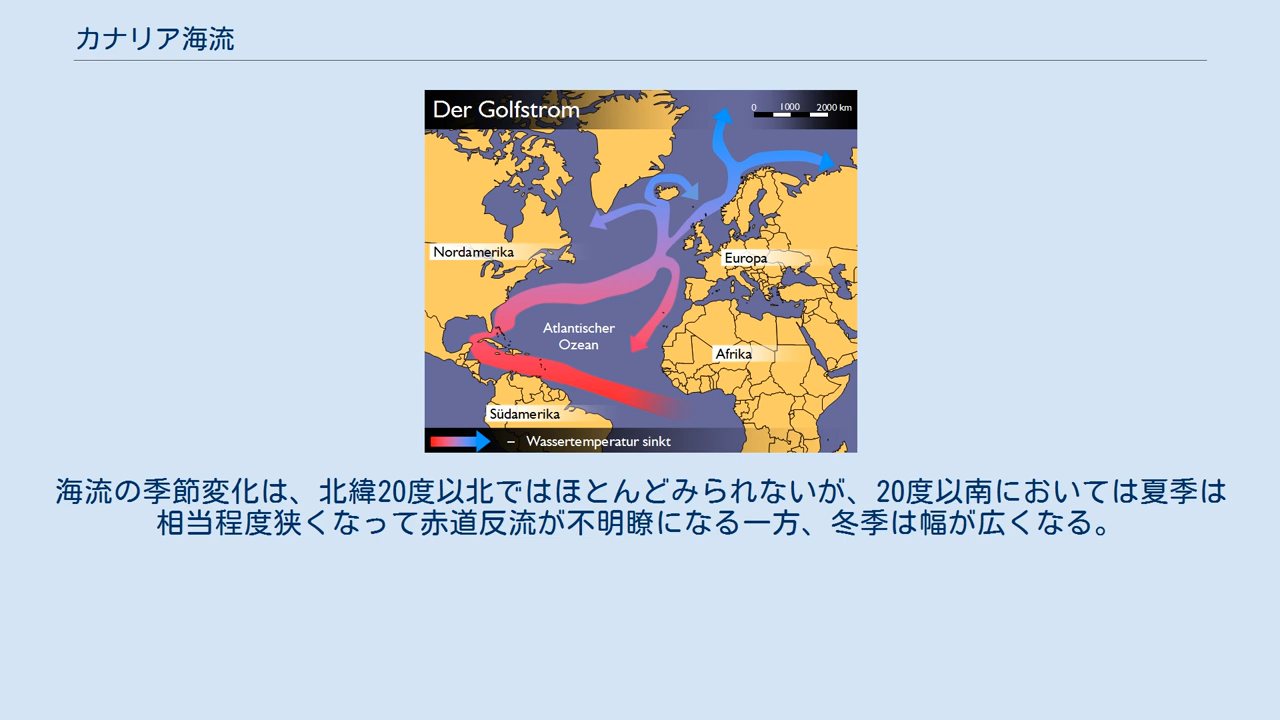 カナリア海流
Der Golfstrom
0 1000 2000 km
Nordamerika
Europa
Atlantischer
Ozean
Afrika
Südamerika
– Wassertemperatur sinkt
海流の季節変化は、北緯20度以北ではほとんどみられないが、20度以南においては夏季は
相当程度狭くなって赤道反流が不明瞭になる一方、冬季は幅が広くなる。